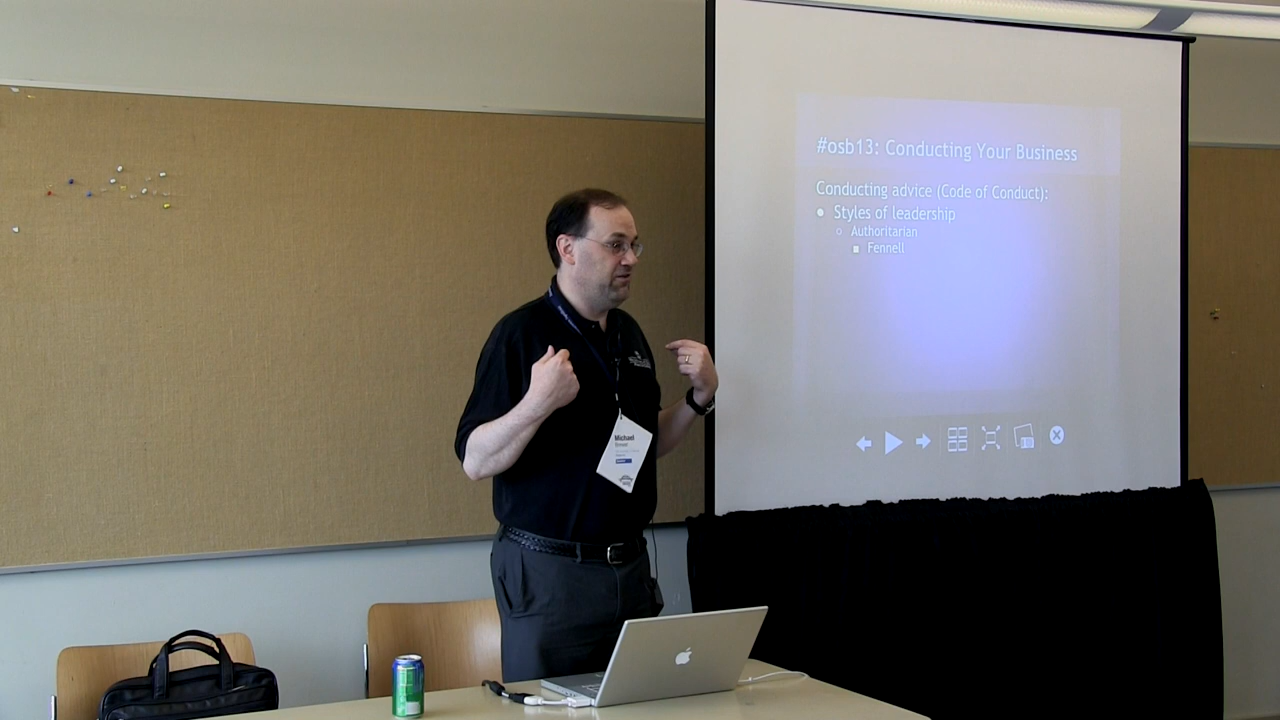 #osb13: Conducting Your Business
Conducting advice (Code of Conduct):
Styles of leadership
Authoritarian
Fennell
Michael